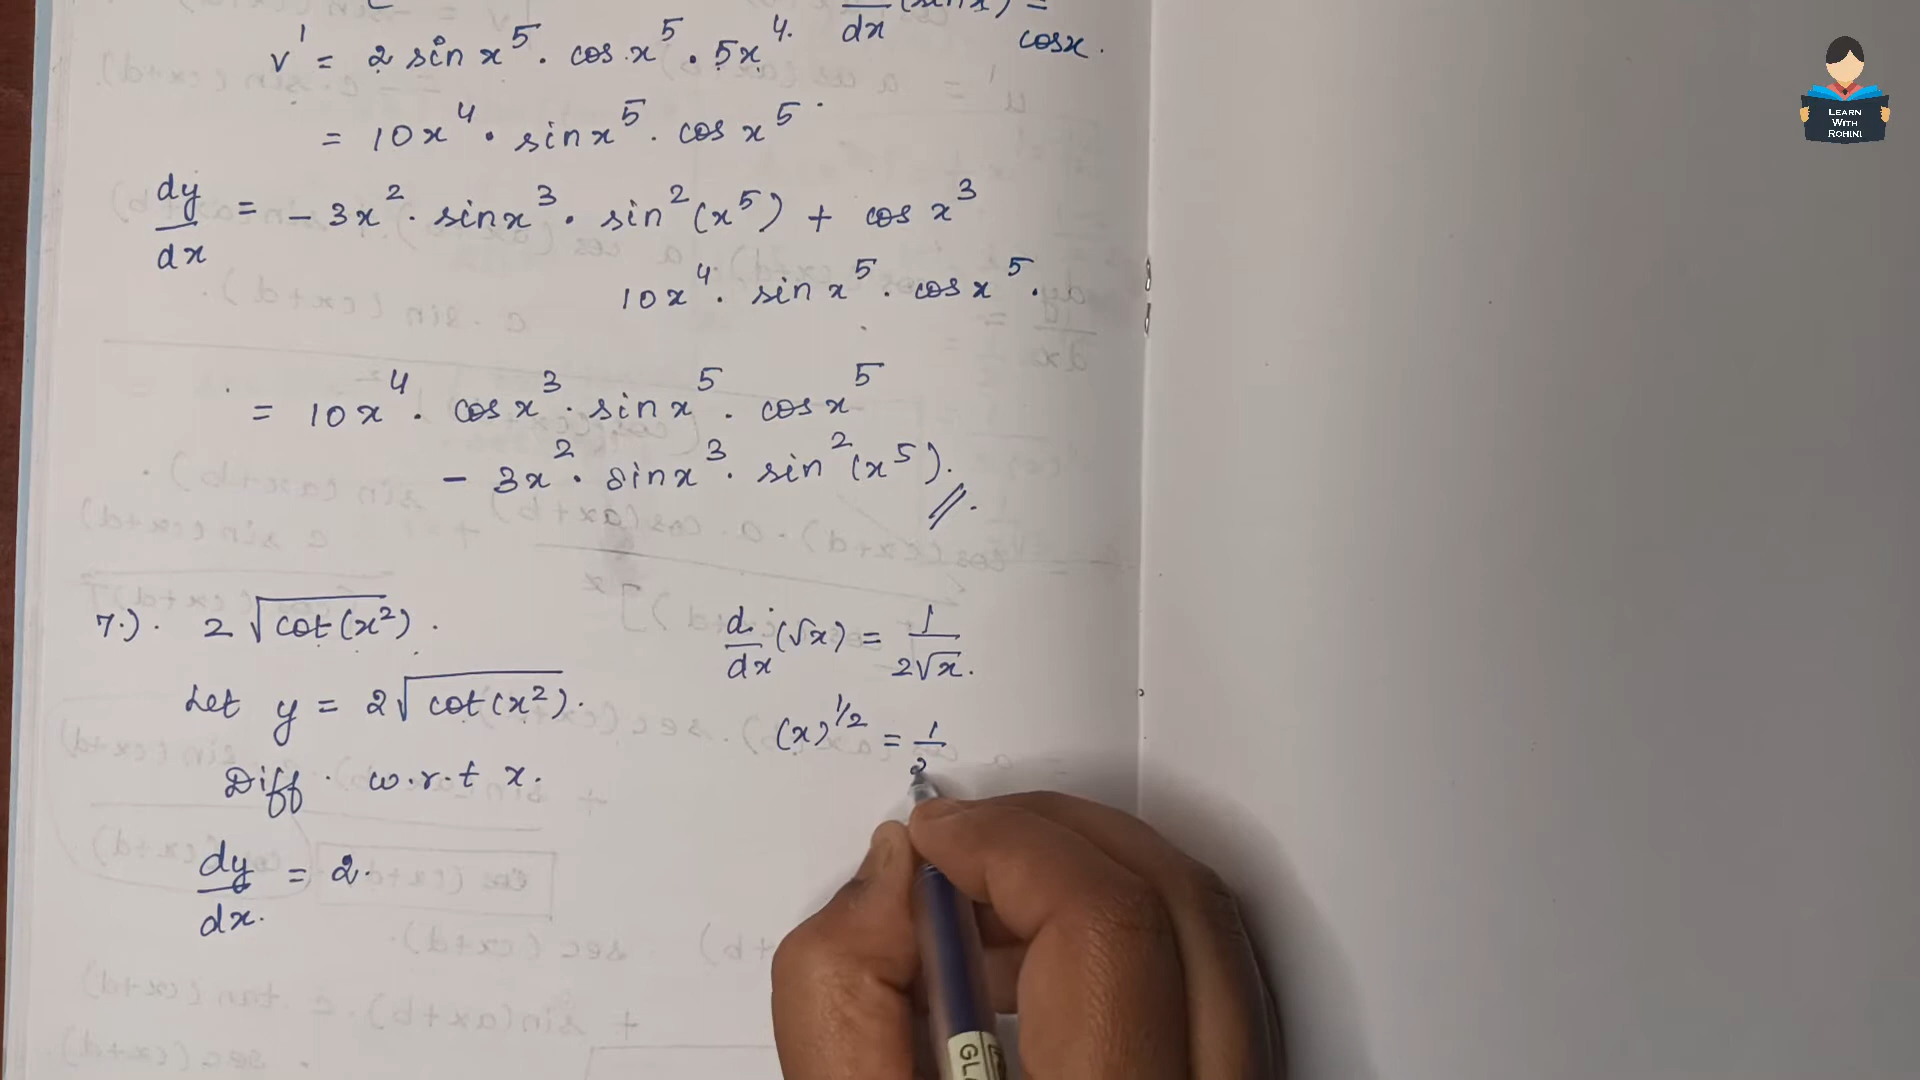 d/dx (sin x) =
cos x.
v' = 2 sin x⁵ . cos x⁵ . 5x⁴.
= 10x⁴ . sin x⁵ . cos x⁵
dy/dx = - 3x² . sin x³ . sin²(x⁵) + cos x³
10x⁴ . sin x⁵ . cos x⁵ .
= 10x⁴ . cos x³ . sin x⁵ . cos x⁵
- 3x² . sin x³ . sin²(x⁵). //.
7.). 2√cot(x²) .
d/dx (√x) = 1/2√x.
Let y = 2√cot(x²).
(x)^1/2 = 1/2
Diff . w.r.t x.
dy/dx. = 2.
LEARN
WITH
ROHINI
GL